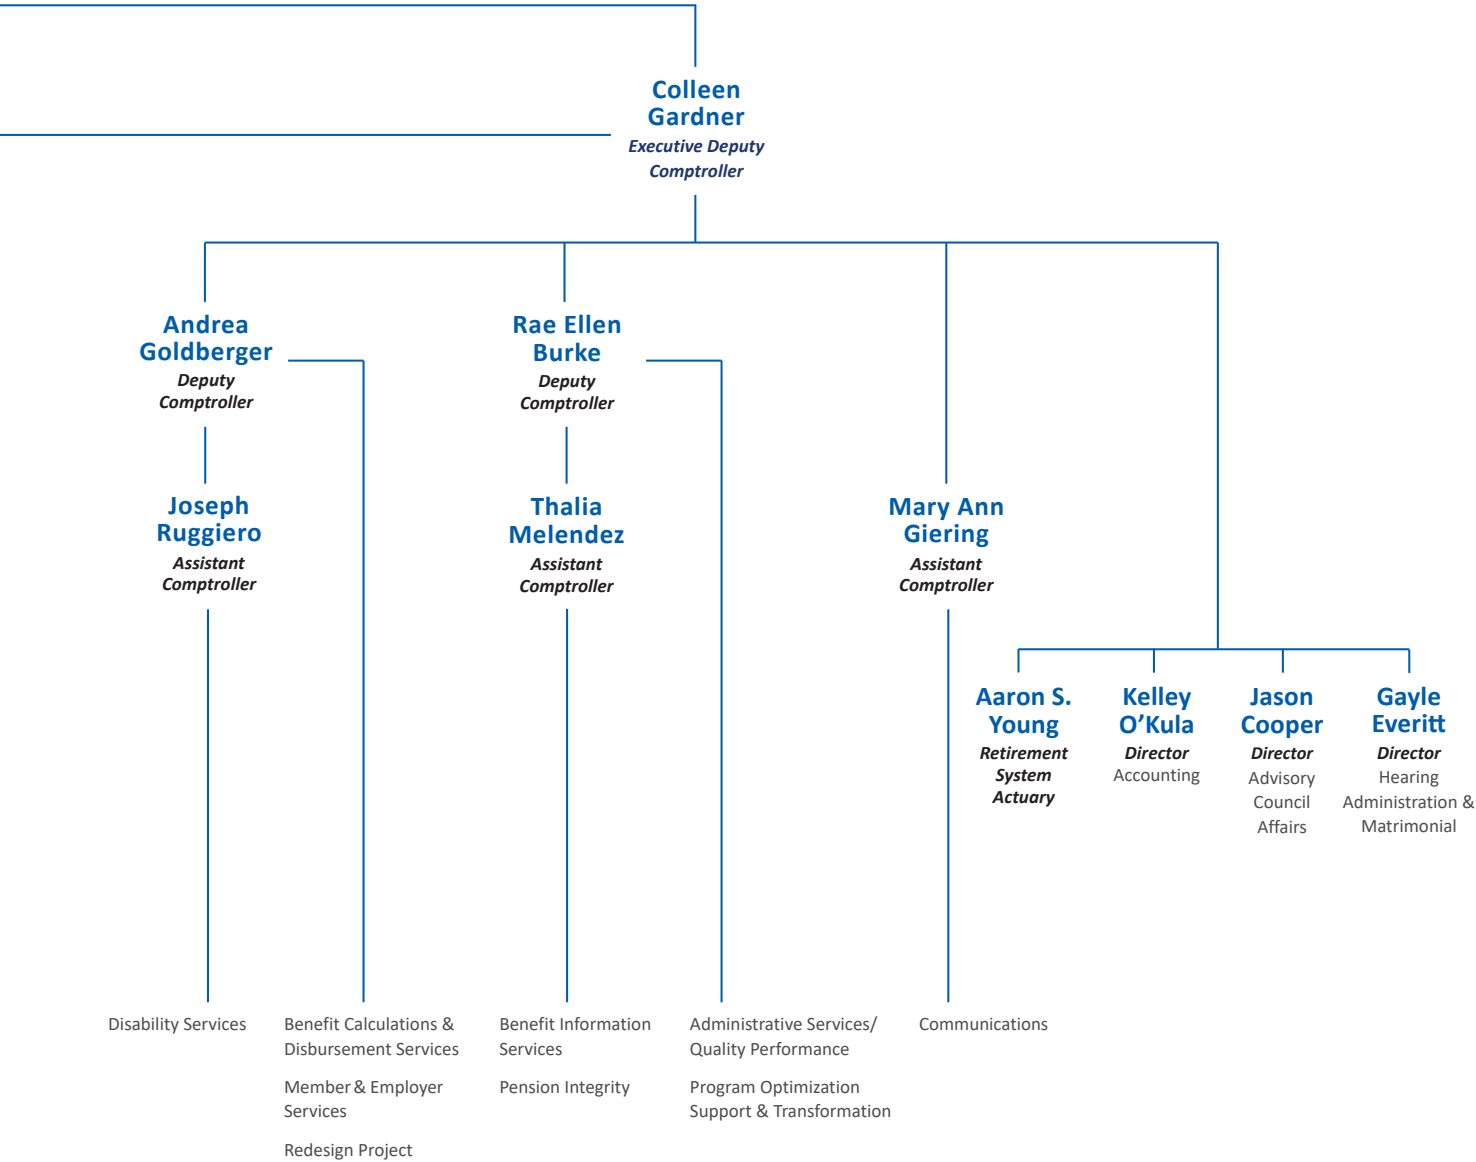 Colleen
Gardner
Executive Deputy
Comptroller
Andrea
Goldberger
Deputy
Comptroller
Rae Ellen
Burke
Deputy
Comptroller
Joseph
Ruggiero
Assistant
Comptroller
Thalia
Melendez
Assistant
Comptroller
Mary Ann
Giering
Assistant
Comptroller
Aaron S.
Young
Retirement
System
Actuary
Kelley
O’Kula
Director
Accounting
Jason
Cooper
Director
Advisory
Council
Affairs
Gayle
Everitt
Director
Hearing
Administration &
Matrimonial
Disability Services
Benefit Calculations &
Disbursement Services
Member & Employer
Services
Redesign Project
Benefit Information
Services
Pension Integrity
Administrative Services/
Quality Performance
Program Optimization
Support & Transformation
Communications